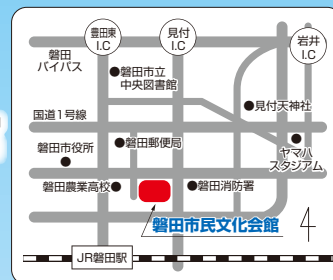 豊田東
I.C
見付
I.C
岩井
I.C
磐田
バイパス
●磐田市立
中央図書館
●見付天神社
国道1号線
磐田市役所
●
●磐田郵便局
●
ヤマハ
スタジアム
磐田農業高校●
●磐田消防署
磐田市民文化会館
JR磐田駅